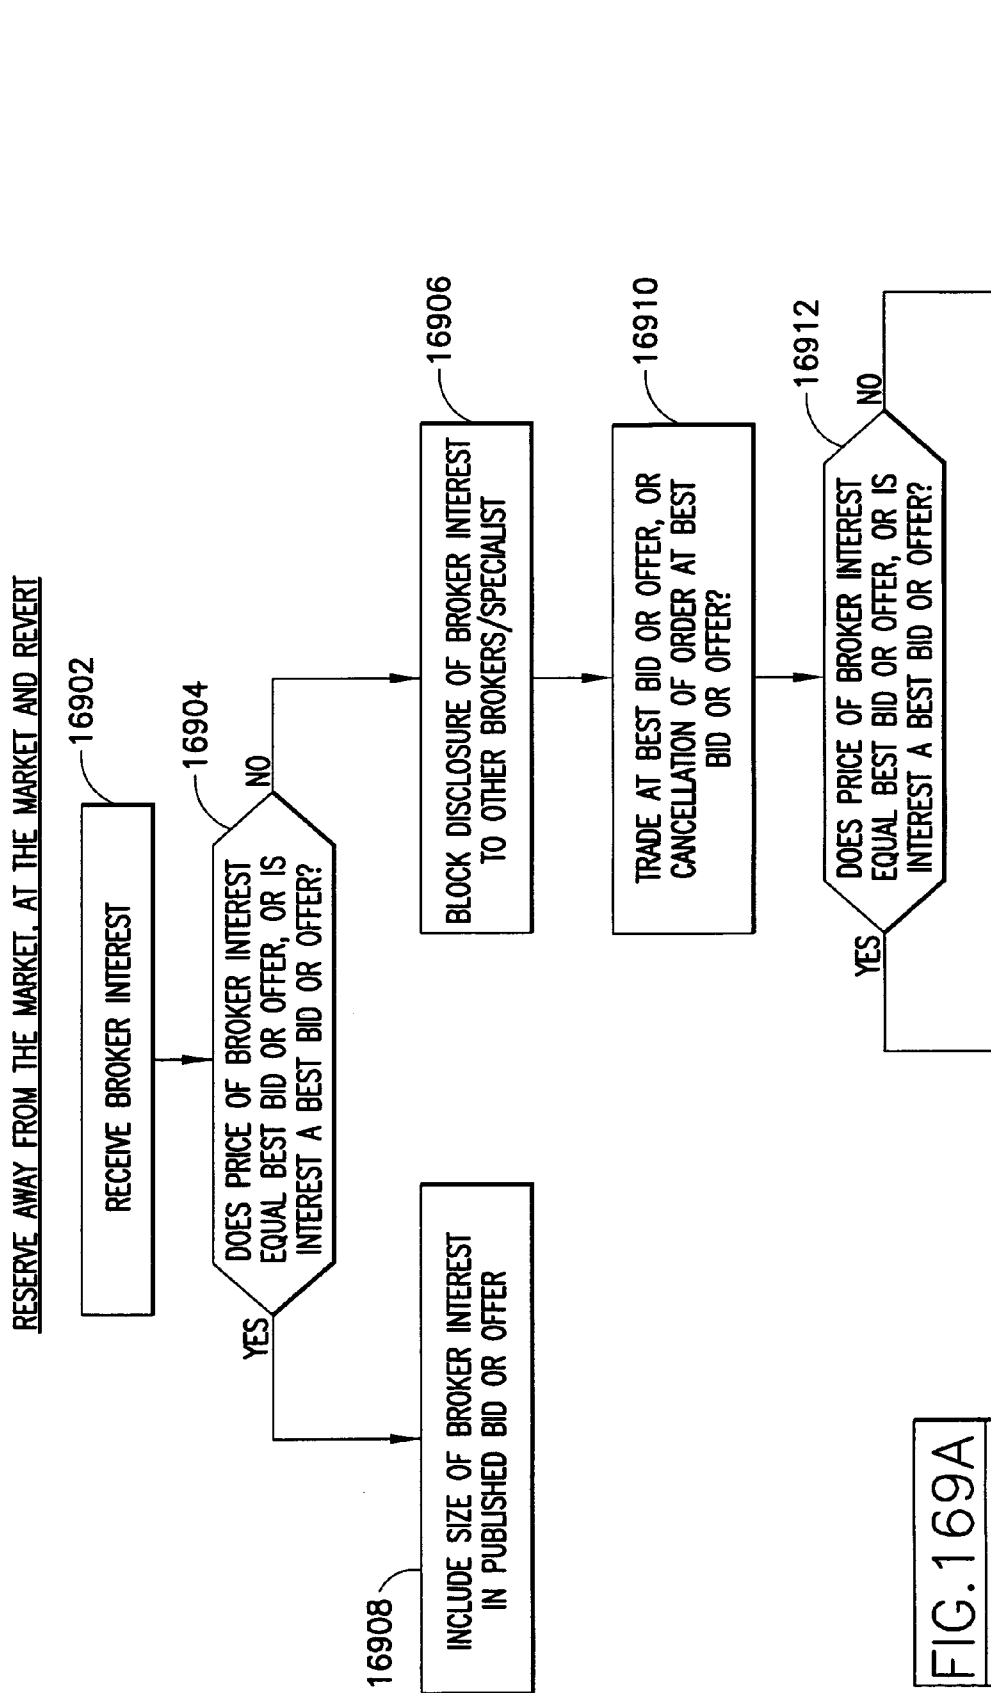 RESERVE AWAY FROM THE MARKET, AT THE MARKET AND REVERT
16902
RECEIVE BROKER INTEREST
16904
DOES PRICE OF BROKER INTEREST
EQUAL BEST BID OR OFFER, OR IS
INTEREST A BEST BID OR OFFER?
YES
NO
16908
INCLUDE SIZE OF BROKER INTEREST
IN PUBLISHED BID OR OFFER
16906
BLOCK DISCLOSURE OF BROKER INTEREST
TO OTHER BROKERS/SPECIALIST
16910
TRADE AT BEST BID OR OFFER, OR
CANCELLATION OF ORDER AT BEST
BID OR OFFER?
16912
DOES PRICE OF BROKER INTEREST
EQUAL BEST BID OR OFFER, OR IS
INTEREST A BEST BID OR OFFER?
YES
NO
FIG.169A